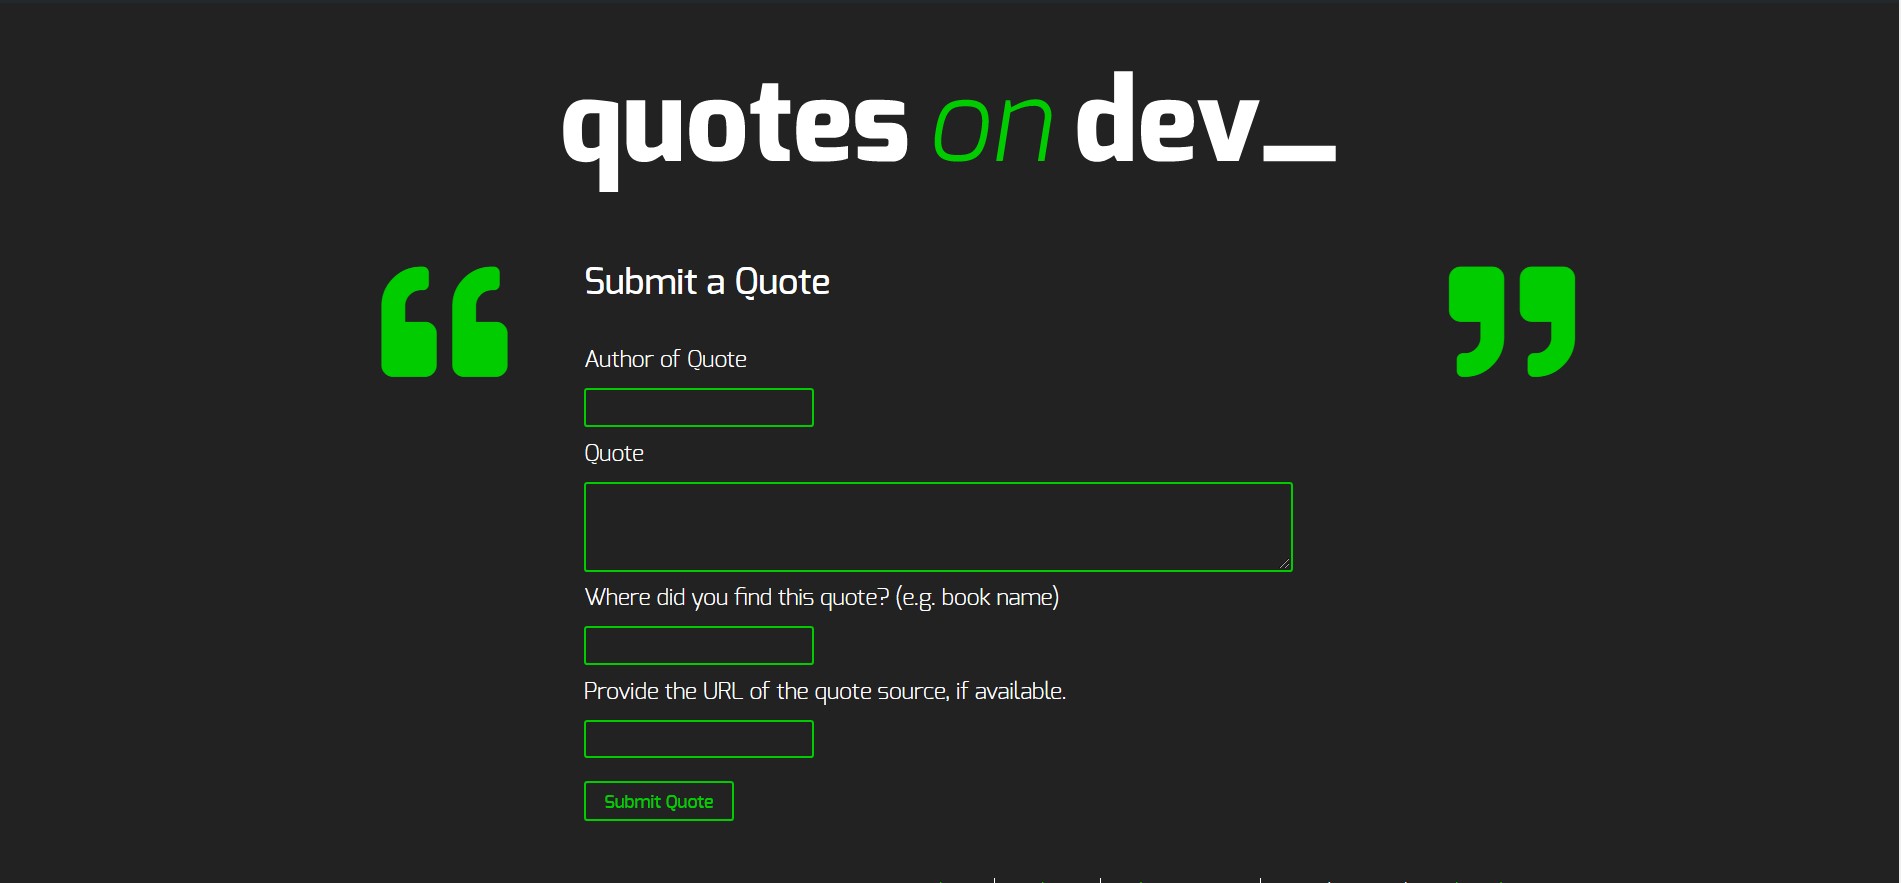 quotes on dev_
Submit a Quote
Author of Quote
Quote
Where did you find this quote? (e.g. book name)
Provide the URL of the quote source, if available.
Submit Quote